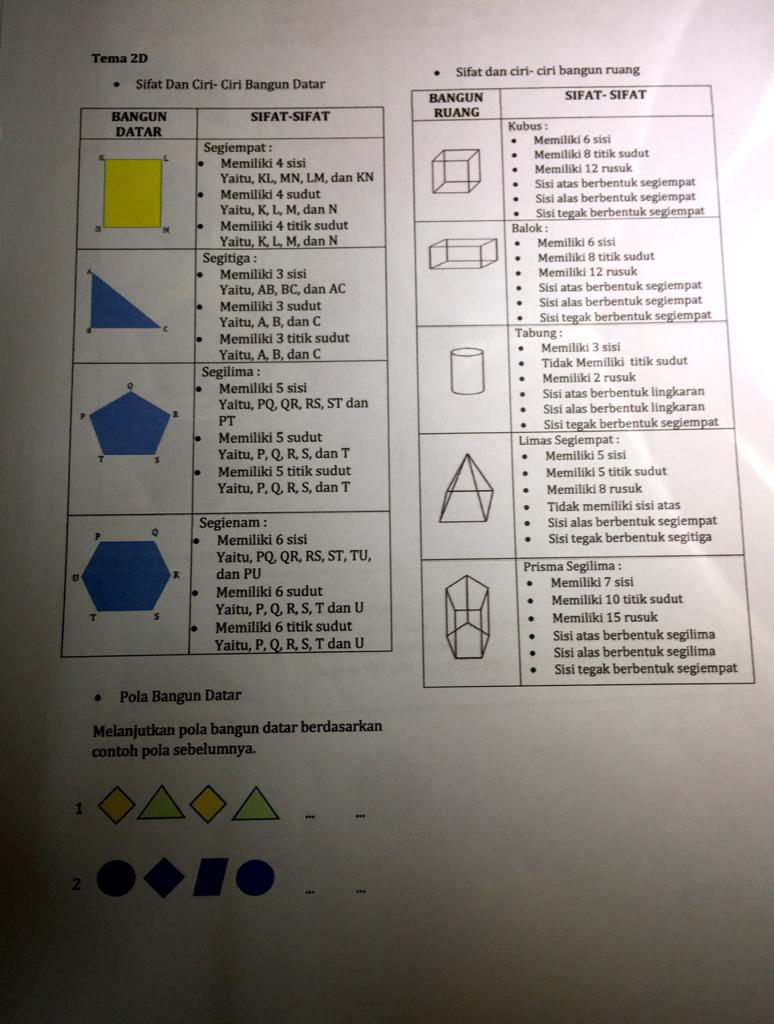 Tema 2D
• Sifat Dan Ciri- Ciri Bangun Datar
BANGUN DATAR SIFAT-SIFAT
K L
N M
Segiempat :
• Memiliki 4 sisi
Yaitu, KL, MN, LM, dan KN
• Memiliki 4 sudut
Yaitu, K, L, M, dan N
• Memiliki 4 titik sudut
Yaitu, K, L, M, dan N
A
B C
Segitiga :
• Memiliki 3 sisi
Yaitu, AB, BC, dan AC
• Memiliki 3 sudut
Yaitu, A, B, dan C
• Memiliki 3 titik sudut
Yaitu, A, B, dan C
Q
P R
T S
Segilima :
• Memiliki 5 sisi
Yaitu, PQ, QR, RS, ST dan
PT
• Memiliki 5 sudut
Yaitu, P, Q, R, S, dan T
• Memiliki 5 titik sudut
Yaitu, P, Q, R, S, dan T
P Q
U R
T S
Segienam :
• Memiliki 6 sisi
Yaitu, PQ, QR, RS, ST, TU,
dan PU
• Memiliki 6 sudut
Yaitu, P, Q, R, S, T dan U
• Memiliki 6 titik sudut
Yaitu, P, Q, R, S, T dan U
• Pola Bangun Datar
Melanjutkan pola bangun datar berdasarkan
contoh pola sebelumnya.
1 ... ...
2 ... ...
• Sifat dan ciri- ciri bangun ruang
BANGUN RUANG SIFAT- SIFAT
Kubus :
• Memiliki 6 sisi
• Memiliki 8 titik sudut
• Memiliki 12 rusuk
• Sisi atas berbentuk segiempat
• Sisi alas berbentuk segiempat
• Sisi tegak berbentuk segiempat
Balok :
• Memiliki 6 sisi
• Memiliki 8 titik sudut
• Memiliki 12 rusuk
• Sisi atas berbentuk segiempat
• Sisi alas berbentuk segiempat
• Sisi tegak berbentuk segiempat
Tabung :
• Memiliki 3 sisi
• Tidak Memiliki titik sudut
• Memiliki 2 rusuk
• Sisi atas berbentuk lingkaran
• Sisi alas berbentuk lingkaran
• Sisi tegak berbentuk segiempat
Limas Segiempat :
• Memiliki 5 sisi
• Memiliki 5 titik sudut
• Memiliki 8 rusuk
• Tidak memiliki sisi atas
• Sisi alas berbentuk segiempat
• Sisi tegak berbentuk segitiga
Prisma Segilima :
• Memiliki 7 sisi
• Memiliki 10 titik sudut
• Memiliki 15 rusuk
• Sisi atas berbentuk segilima
• Sisi alas berbentuk segilima
• Sisi tegak berbentuk segiempat